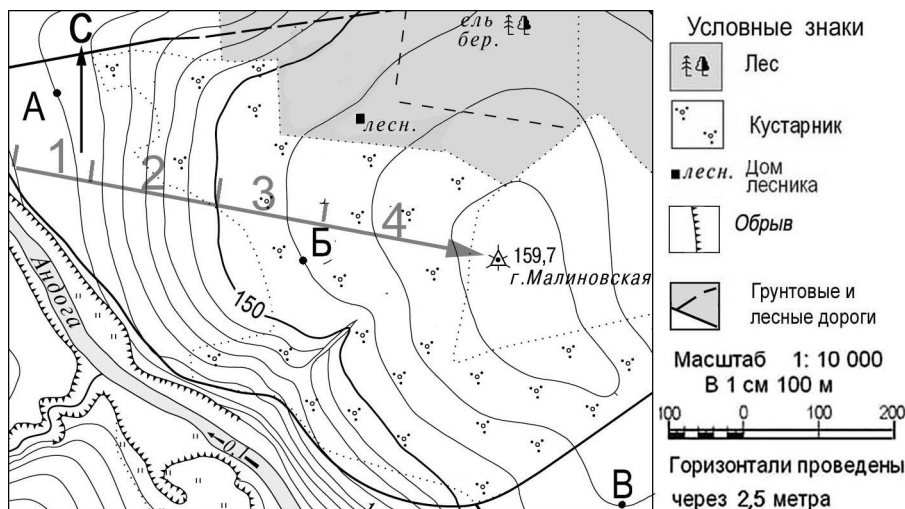 С
А
1
2
3
4
Б
В
ель
бер.
лесн.
159,7
г.Малиновская
150
Андога
0,1
Условные знаки
Лес
Кустарник
лесн. Дом
лесника
Обрыв
Грунтовые и
лесные дороги
Масштаб 1: 10 000
В 1 см 100 м
100 0 100 200
Горизонтали проведены
через 2,5 метра